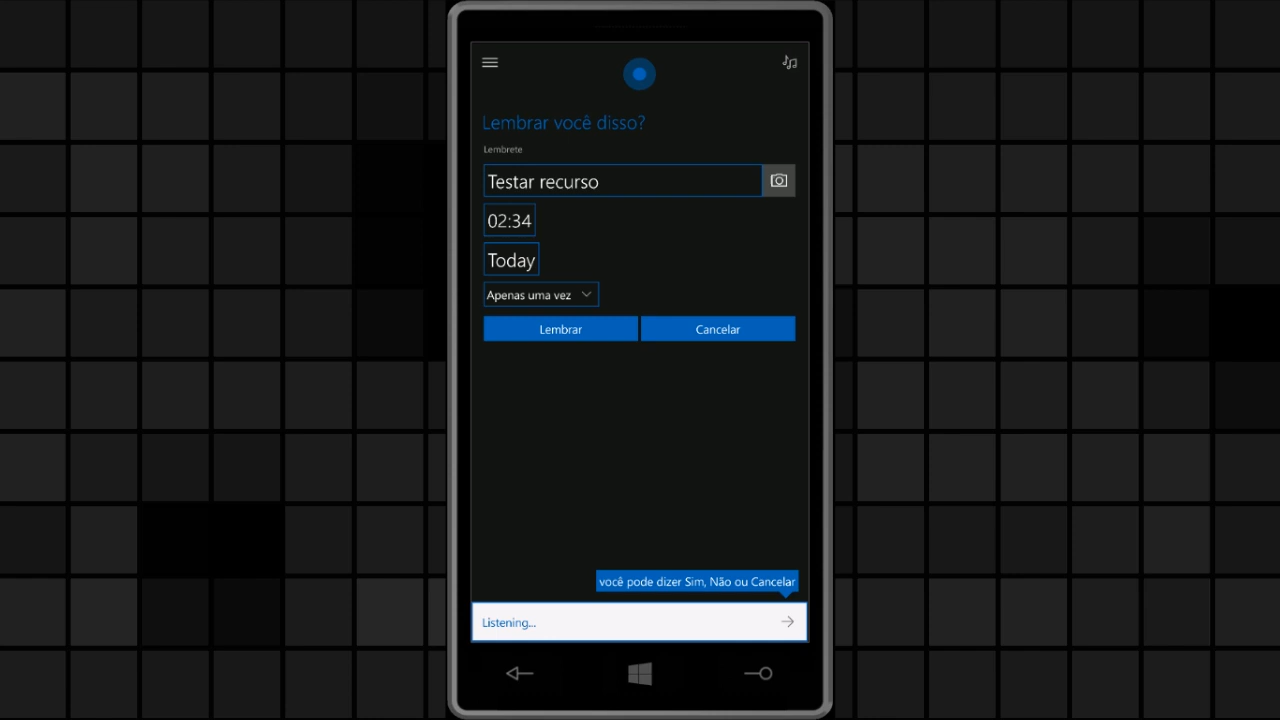 Lembrar você disso?
Lembrete
Testar recurso
02:34
Today
Apenas uma vez
Lembrar
Cancelar
você pode dizer Sim, Não ou Cancelar
Listening...